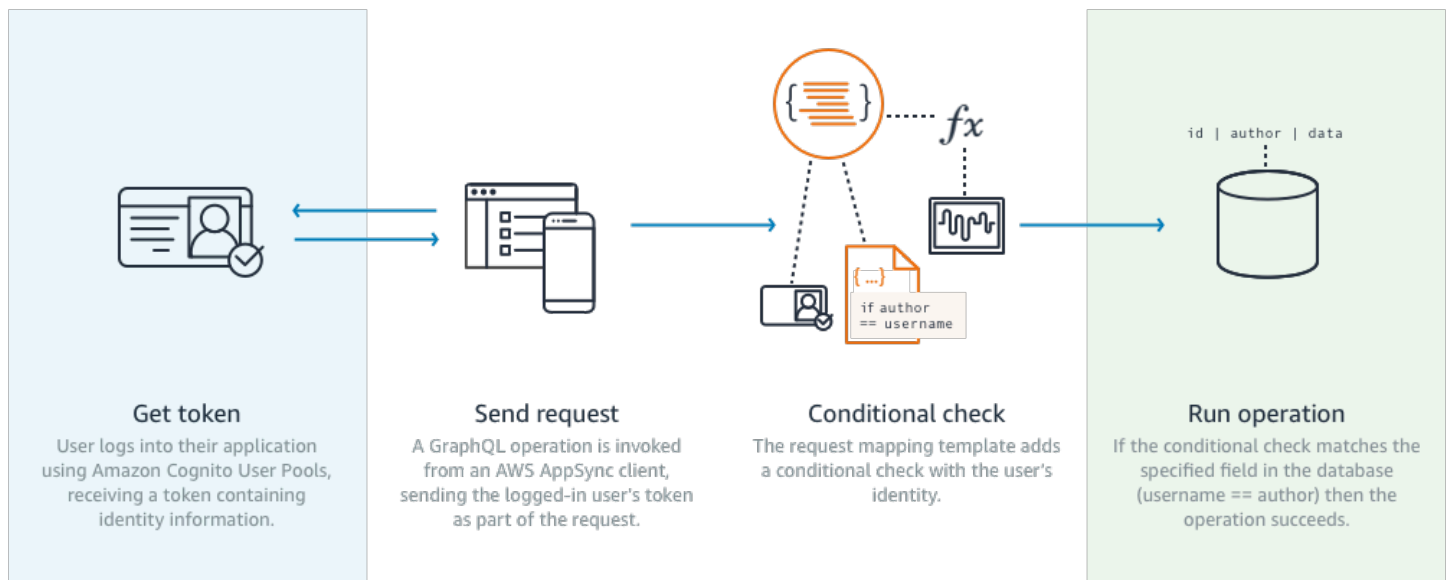 { }
fx
id | author | data
{ ... }
if author
== username
Get token
User logs into their application
using Amazon Cognito User Pools,
receiving a token containing
identity information.
Send request
A GraphQL operation is invoked
from an AWS AppSync client,
sending the logged-in user's token
as part of the request.
Conditional check
The request mapping template adds
a conditional check with the user's
identity.
Run operation
If the conditional check matches the
specified field in the database
(username == author) then the
operation succeeds.